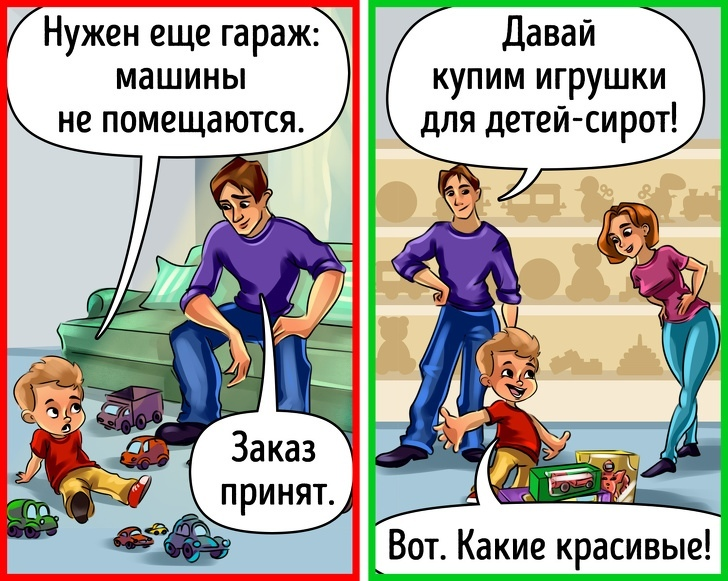 Нужен еще гараж:
машины
не помещаются.
Заказ
принят.
Давай
купим игрушки
для детей-сирот!
Вот. Какие красивые!